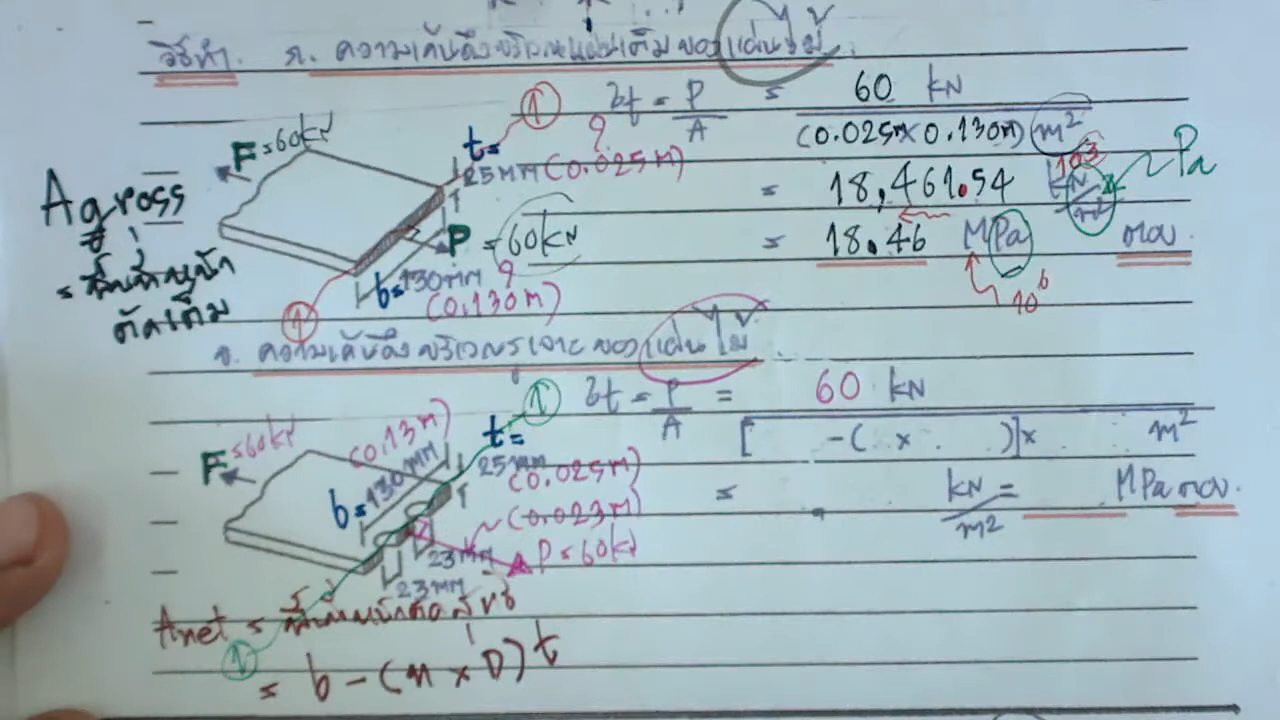 วิธีทำ. ก. ความเค้นดึงบริเวณแผ่นเต็ม ของแผ่นไม้
σt = P/A = 60 kN / (0.025m x 0.130m) m²
F = 60kN
t = 25mm (0.025m)
= 18,461.54 kN/m² 10³ Pa
Agross
= พื้นที่หน้าตัดเต็ม
P = 60kN
= 18.46 MPa ตอบ
10⁶
b = 130mm (0.130m)
ข. ความเค้นดึงบริเวณรูเจาะ ของแผ่นไม้
σt = P/A = 60 kN / [ -( x )]x m²
F = 60kN
(0.13m)
b = 130mm
t = 25mm (0.025m)
= kN/m² = MPa ตอบ.
(0.023m)
23mm
P = 60kN
23mm
Anet = พื้นที่หน้าตัดสุทธิ
= b - (n x D) t